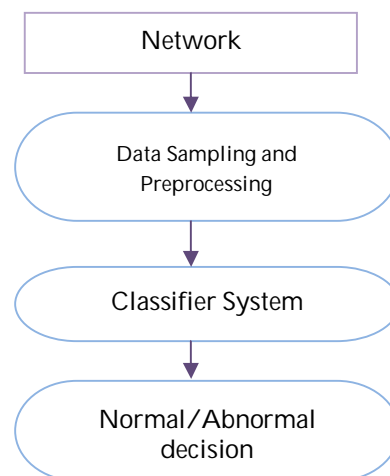 Network
Data Sampling and
Preprocessing
Classifier System
Normal/Abnormal
decision